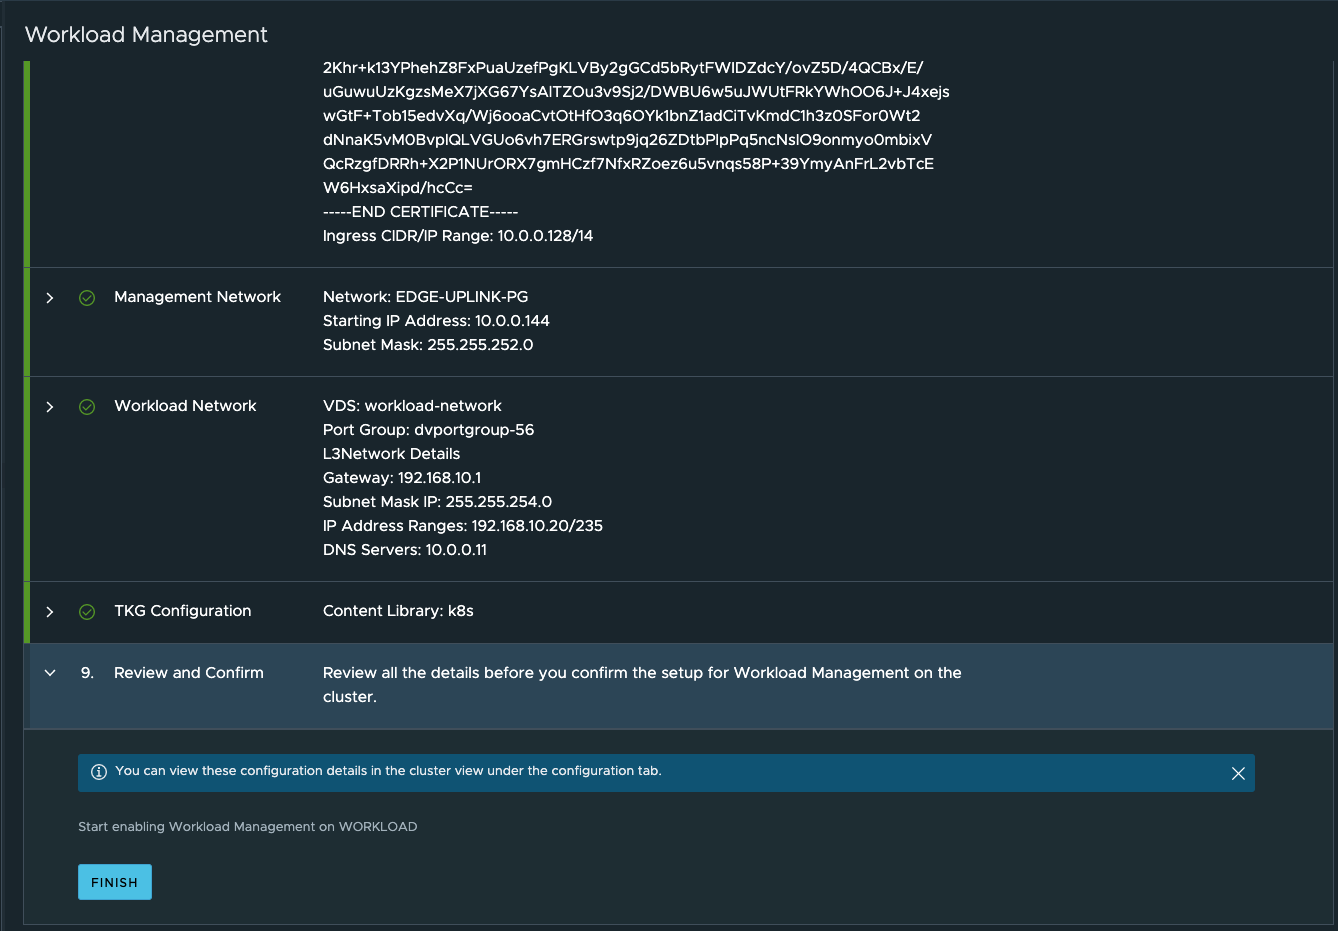 Workload Management
2Khr+k13YPhehZ8FxPuaUzefPgKLVBy2gGCd5bRytFWIDZdcY/ovZ5D/4QCBx/E/
uGuwuUzKgzsMeX7jXG67YsAITZOu3v9Sj2/DWBU6w5uJWUtFRkYWhOO6J+J4xejs
wGtF+Tob15edvXq/Wj6ooaCvtOtHfO3q6OYk1bnZ1adCiTvKmdC1h3z0SFor0Wt2
dNnaK5vM0BvplQLVGUo6vh7ERGrswtp9jq26ZDtbPlpPq5ncNslO9onmyo0mbixV
QcRzgfDRRh+X2P1NUrORX7gmHCzf7NfxRZoez6u5vnqs58P+39YmyAnFrL2vbTcE
W6HxsaXipd/hcCc=
-----END CERTIFICATE-----
Ingress CIDR/IP Range: 10.0.0.128/14
Management Network
Network: EDGE-UPLINK-PG
Starting IP Address: 10.0.0.144
Subnet Mask: 255.255.252.0
Workload Network
VDS: workload-network
Port Group: dvportgroup-56
L3Network Details
Gateway: 192.168.10.1
Subnet Mask IP: 255.255.254.0
IP Address Ranges: 192.168.10.20/235
DNS Servers: 10.0.0.11
TKG Configuration
Content Library: k8s
9. Review and Confirm
Review all the details before you confirm the setup for Workload Management on the
cluster.
You can view these configuration details in the cluster view under the configuration tab.
Start enabling Workload Management on WORKLOAD
FINISH